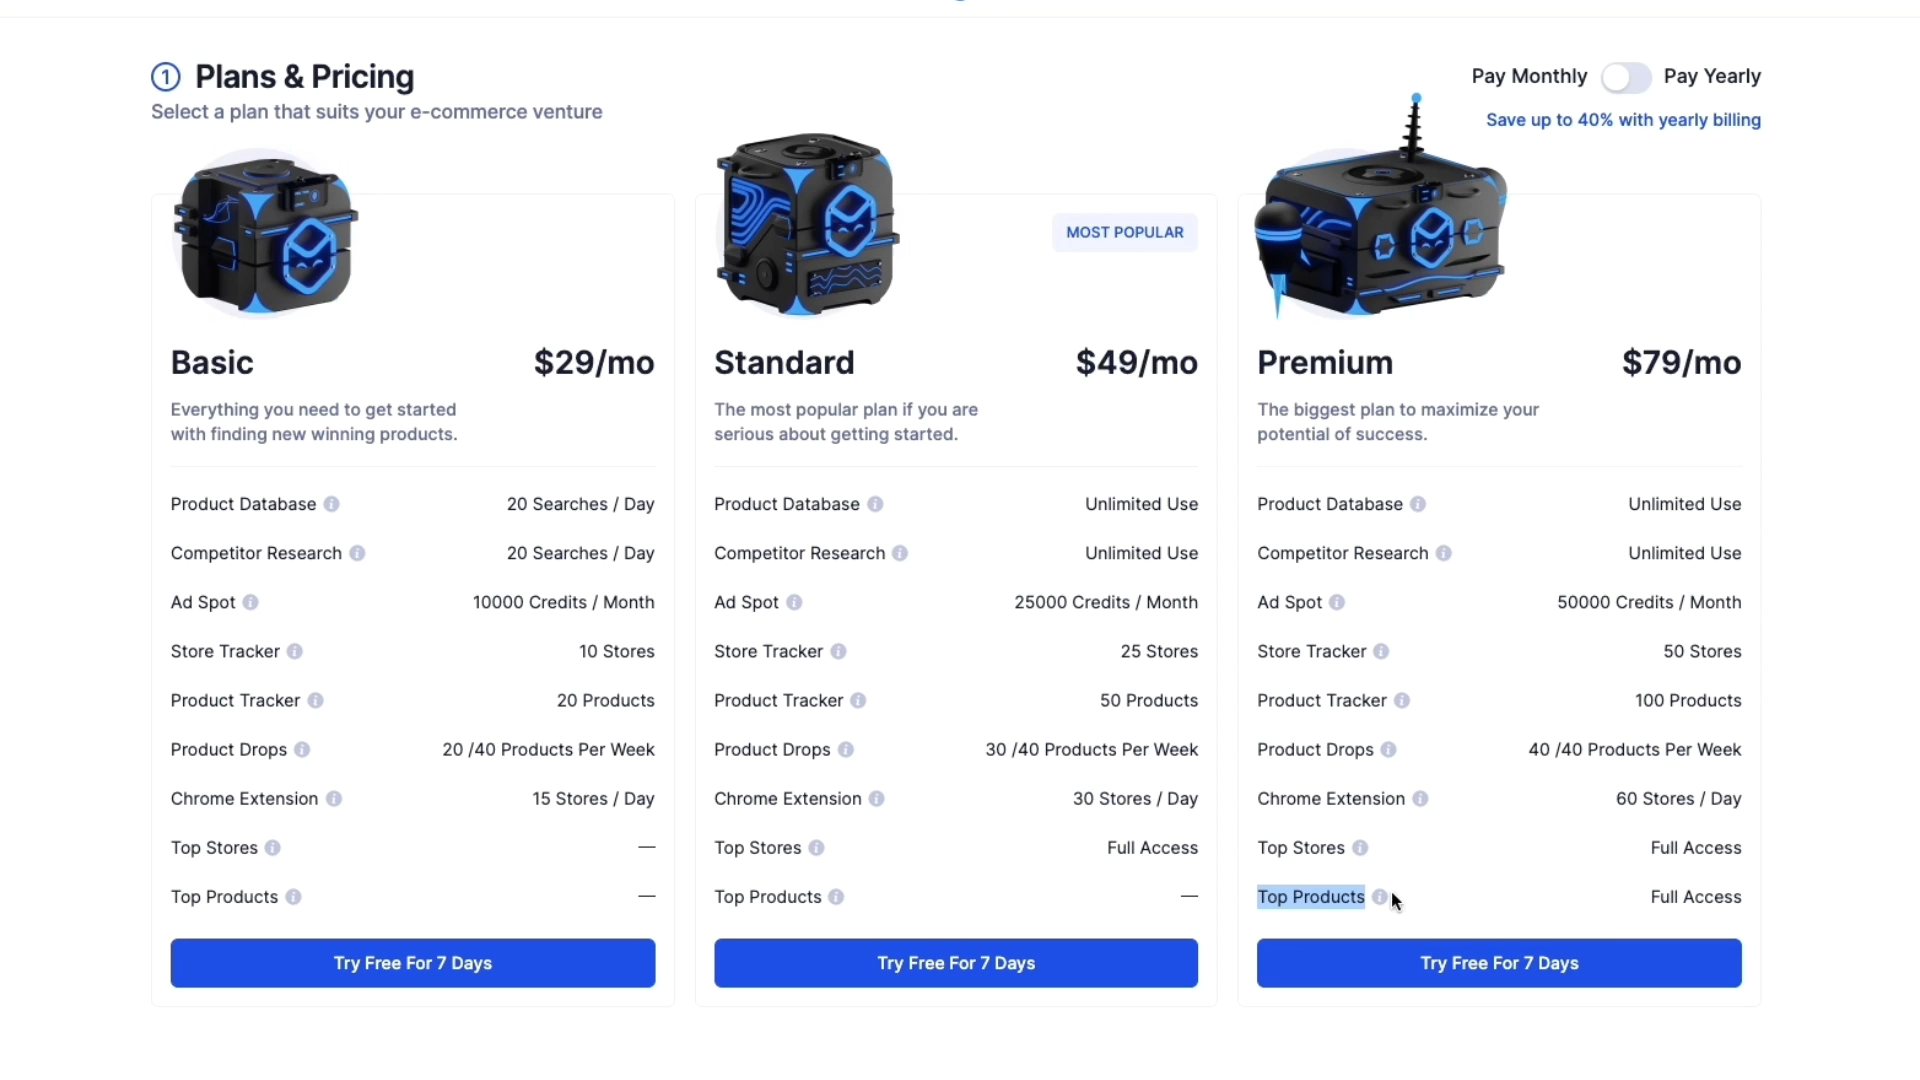 1 Plans & Pricing
Select a plan that suits your e-commerce venture
Pay Monthly Pay Yearly
Save up to 40% with yearly billing
Basic $29/mo
Everything you need to get started
with finding new winning products.
Product Database 20 Searches / Day
Competitor Research 20 Searches / Day
Ad Spot 10000 Credits / Month
Store Tracker 10 Stores
Product Tracker 20 Products
Product Drops 20 /40 Products Per Week
Chrome Extension 15 Stores / Day
Top Stores —
Top Products —
Try Free For 7 Days
MOST POPULAR
Standard $49/mo
The most popular plan if you are
serious about getting started.
Product Database Unlimited Use
Competitor Research Unlimited Use
Ad Spot 25000 Credits / Month
Store Tracker 25 Stores
Product Tracker 50 Products
Product Drops 30 /40 Products Per Week
Chrome Extension 30 Stores / Day
Top Stores Full Access
Top Products —
Try Free For 7 Days
Premium $79/mo
The biggest plan to maximize your
potential of success.
Product Database Unlimited Use
Competitor Research Unlimited Use
Ad Spot 50000 Credits / Month
Store Tracker 50 Stores
Product Tracker 100 Products
Product Drops 40 /40 Products Per Week
Chrome Extension 60 Stores / Day
Top Stores Full Access
Top Products Full Access
Try Free For 7 Days